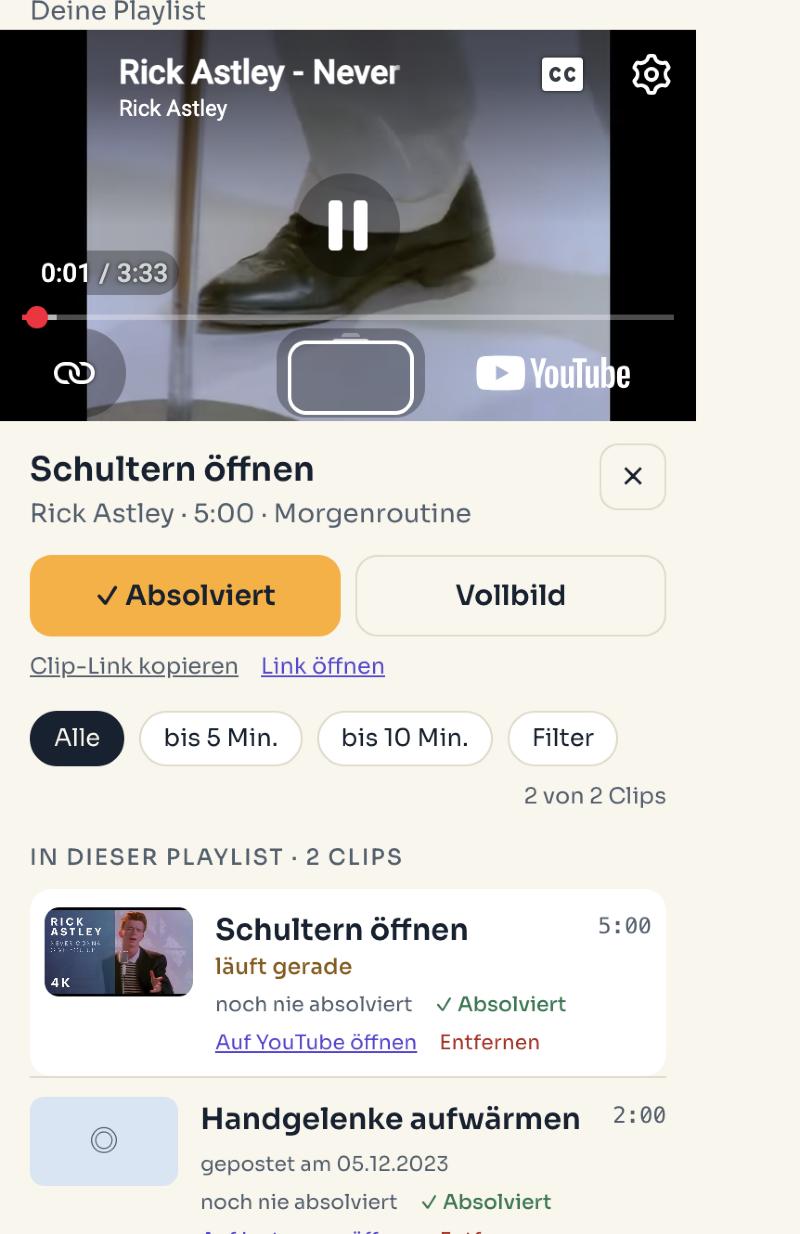 Deine Playlist
Rick Astley - Never
Rick Astley
CC
0:01 / 3:33
YouTube
Schultern öffnen
×
Rick Astley · 5:00 · Morgenroutine
✓ Absolviert
Vollbild
Clip-Link kopieren
Link öffnen
Alle
bis 5 Min.
bis 10 Min.
Filter
2 von 2 Clips
IN DIESER PLAYLIST · 2 CLIPS
RICK
ASTLEY
4K
Schultern öffnen
5:00
läuft gerade
noch nie absolviert
✓ Absolviert
Auf YouTube öffnen
Entfernen
Handgelenke aufwärmen
2:00
gepostet am 05.12.2023
noch nie absolviert
✓ Absolviert